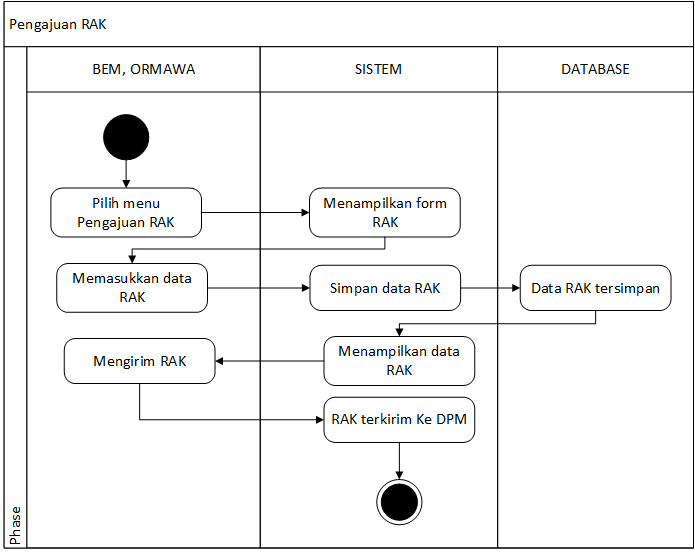 Pengajuan RAK
BEM, ORMAWA
SISTEM
DATABASE
Pilih menu
Pengajuan RAK
Menampilkan form
RAK
Memasukkan data
RAK
Simpan data RAK
Data RAK tersimpan
Menampilkan data
RAK
Mengirim RAK
RAK terkirim Ke DPM
Phase